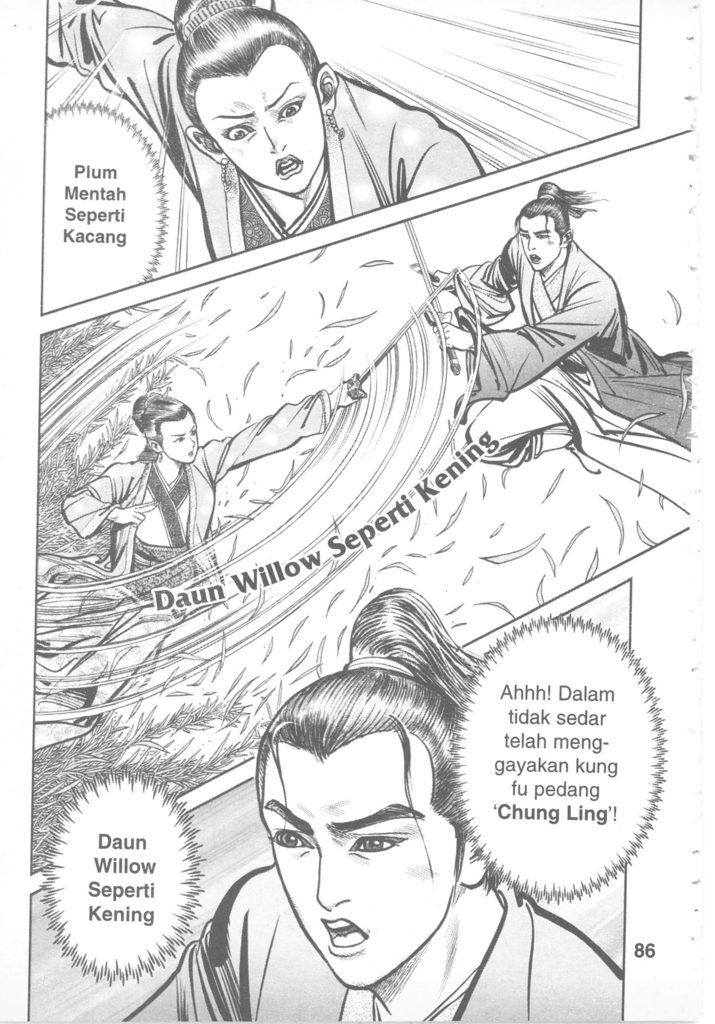 Plum
Mentah
Seperti
Kacang
Daun Willow Seperti Kening
Ahhh! Dalam
tidak sedar
telah meng-
gayakan kung
fu pedang
‘Chung Ling’!
Daun
Willow
Seperti
Kening
86